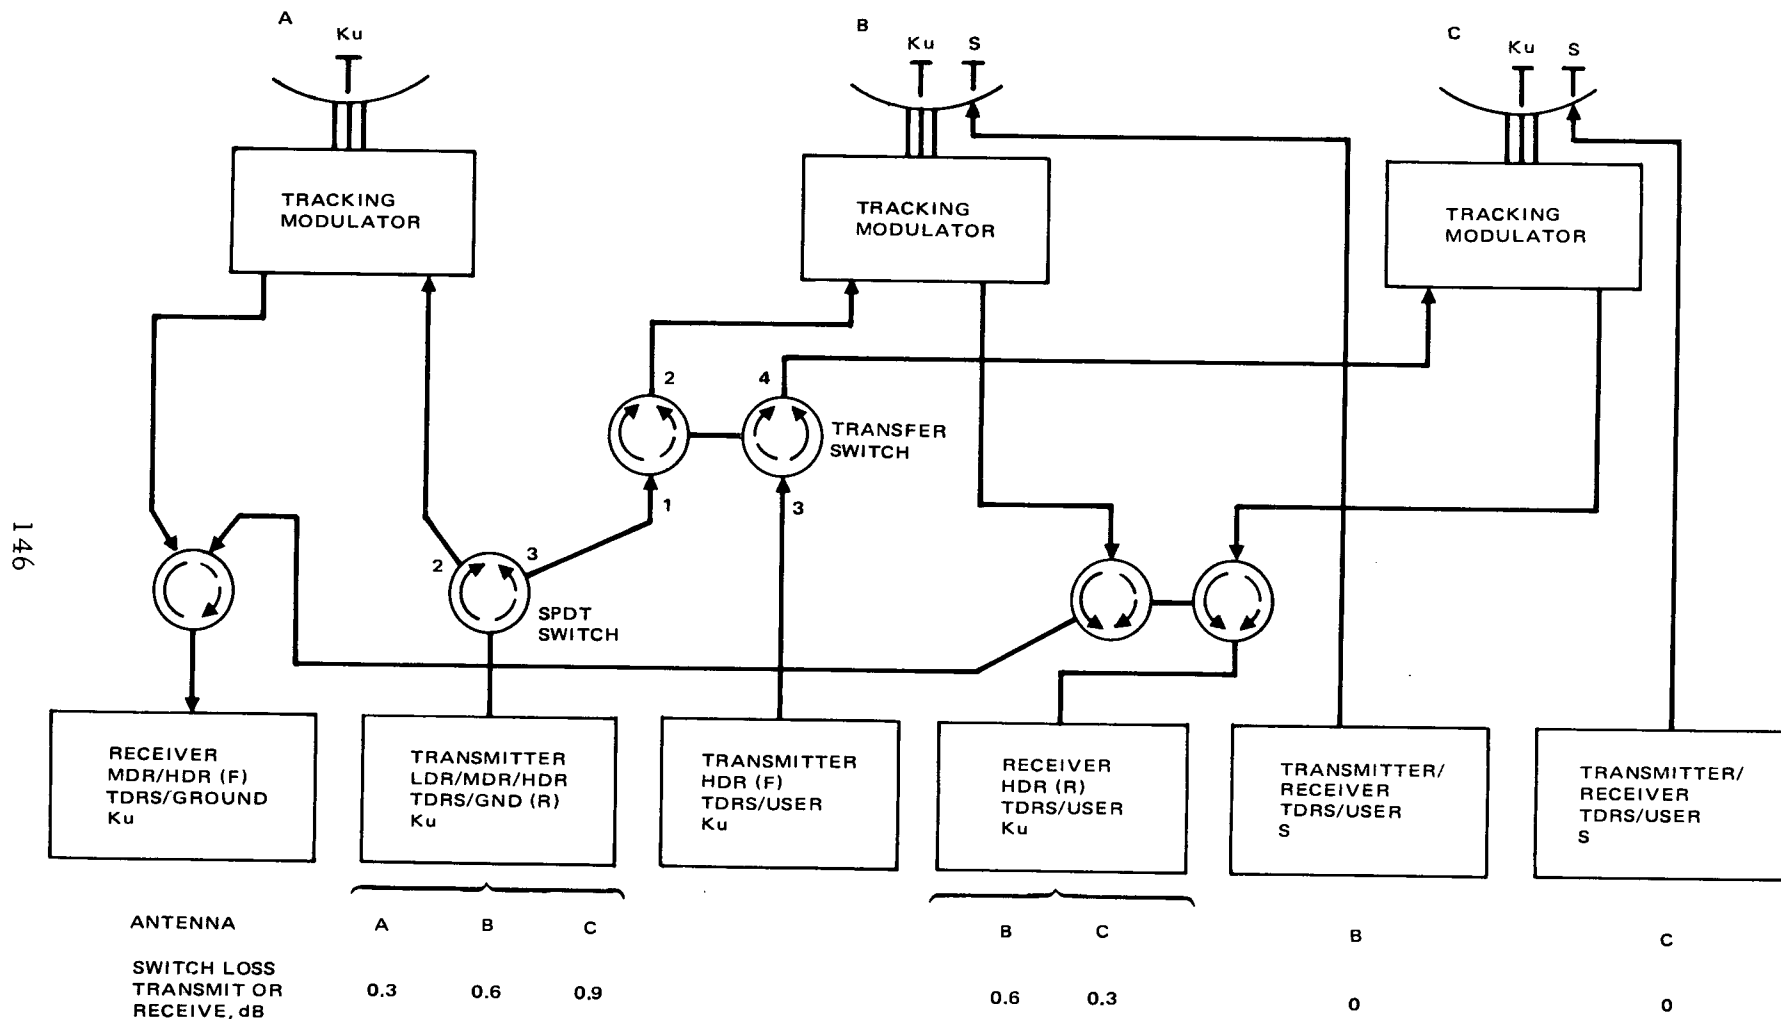 A
Ku
B
Ku
S
C
Ku
S
TRACKING
MODULATOR
TRACKING
MODULATOR
TRACKING
MODULATOR
2
4
TRANSFER
SWITCH
1
3
2
3
SPDT
SWITCH
146
RECEIVER
MDR/HDR (F)
TDRS/GROUND
Ku
TRANSMITTER
LDR/MDR/HDR
TDRS/GND (R)
Ku
TRANSMITTER
HDR (F)
TDRS/USER
Ku
RECEIVER
HDR (R)
TDRS/USER
Ku
TRANSMITTER/
RECEIVER
TDRS/USER
S
TRANSMITTER/
RECEIVER
TDRS/USER
S
ANTENNA A B C B C B C
SWITCH LOSS
TRANSMIT OR 0.3 0.6 0.9 0.6 0.3 0 0
RECEIVE, dB